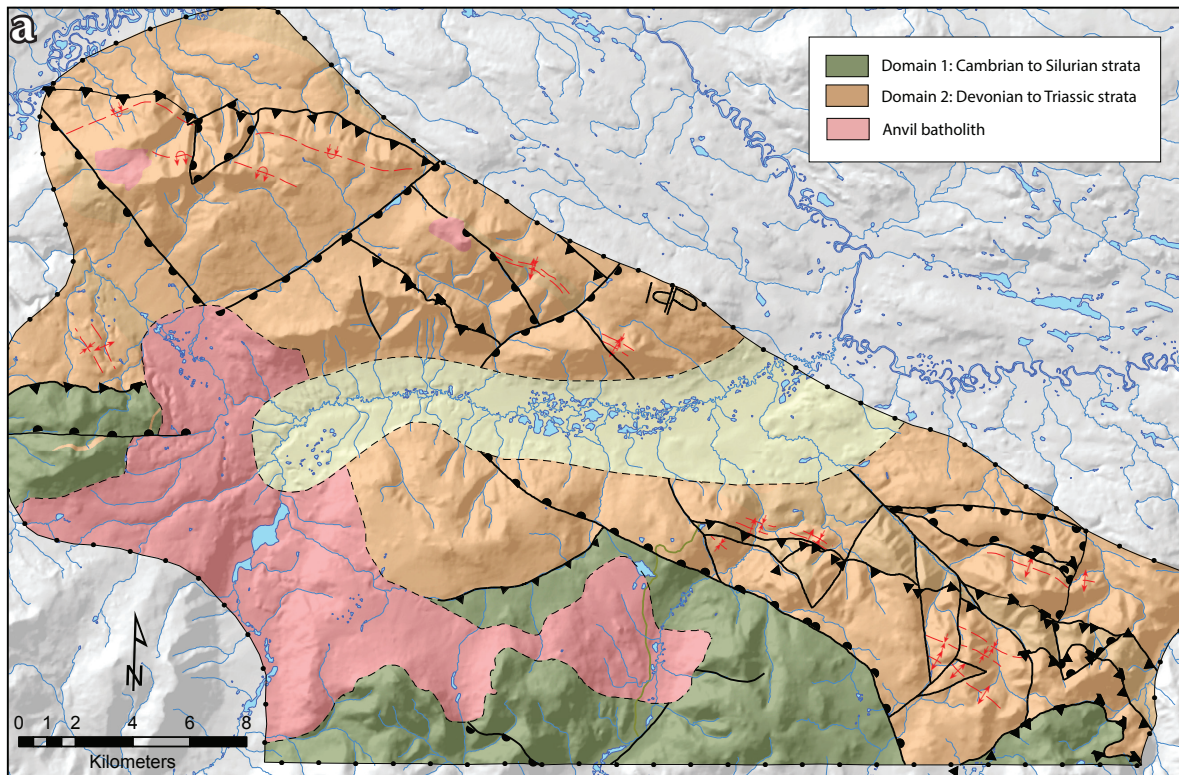 a
Domain 1: Cambrian to Silurian strata
Domain 2: Devonian to Triassic strata
Anvil batholith
N
0 1 2 4 6 8
Kilometers